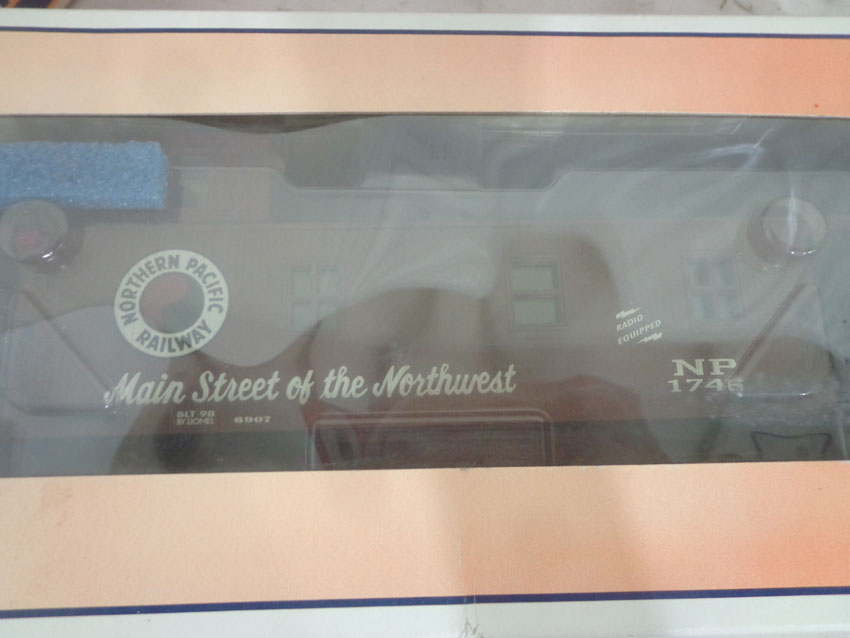 NORTHERN PACIFIC
RAILWAY
RADIO
EQUIPPED
Main Street of the Northwest
NP
1746
BLT 98
BY LIONEL
6907